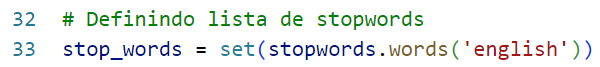 32 # Definindo lista de stopwords
33 stop_words = set(stopwords.words('english'))